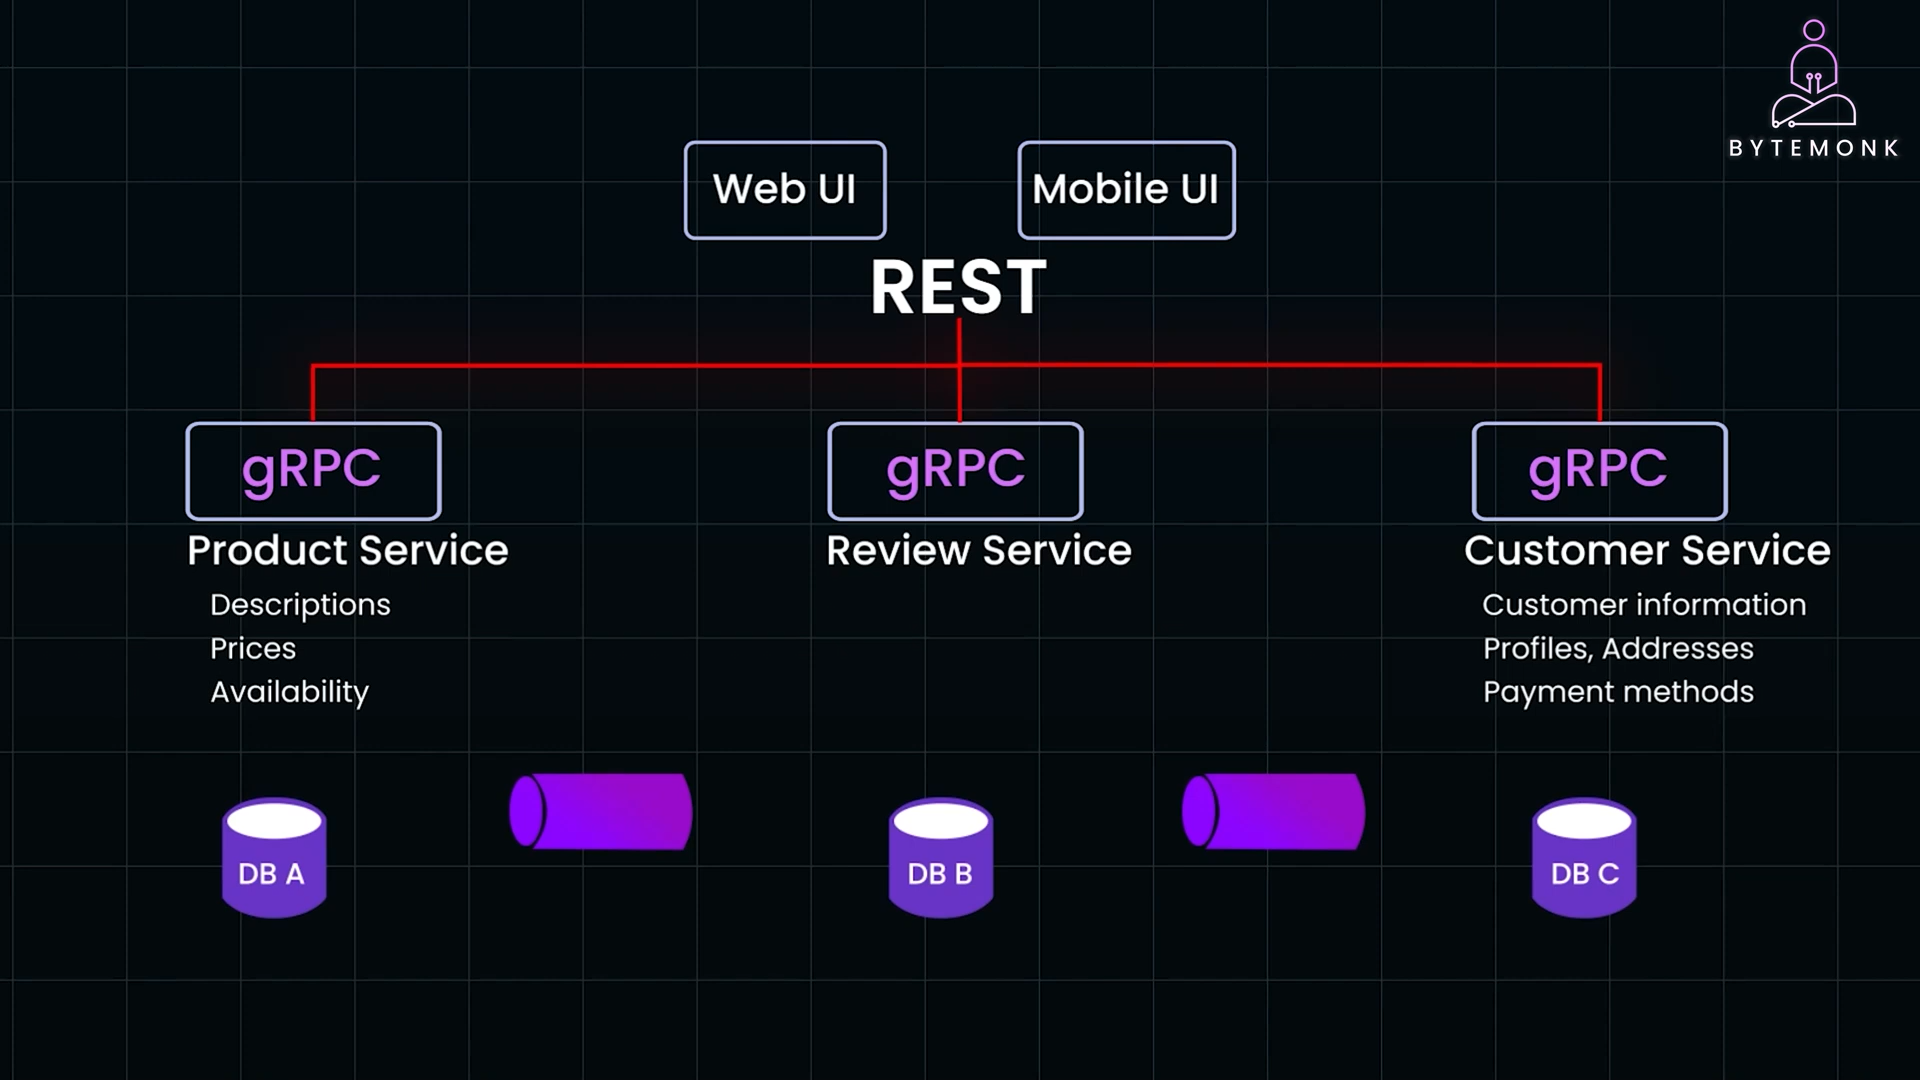 BYTEMONK
Web UI
Mobile UI
REST
gRPC
gRPC
gRPC
Product Service
Descriptions
Prices
Availability
Review Service
Customer Service
Customer information
Profiles, Addresses
Payment methods
DB A
DB B
DB C